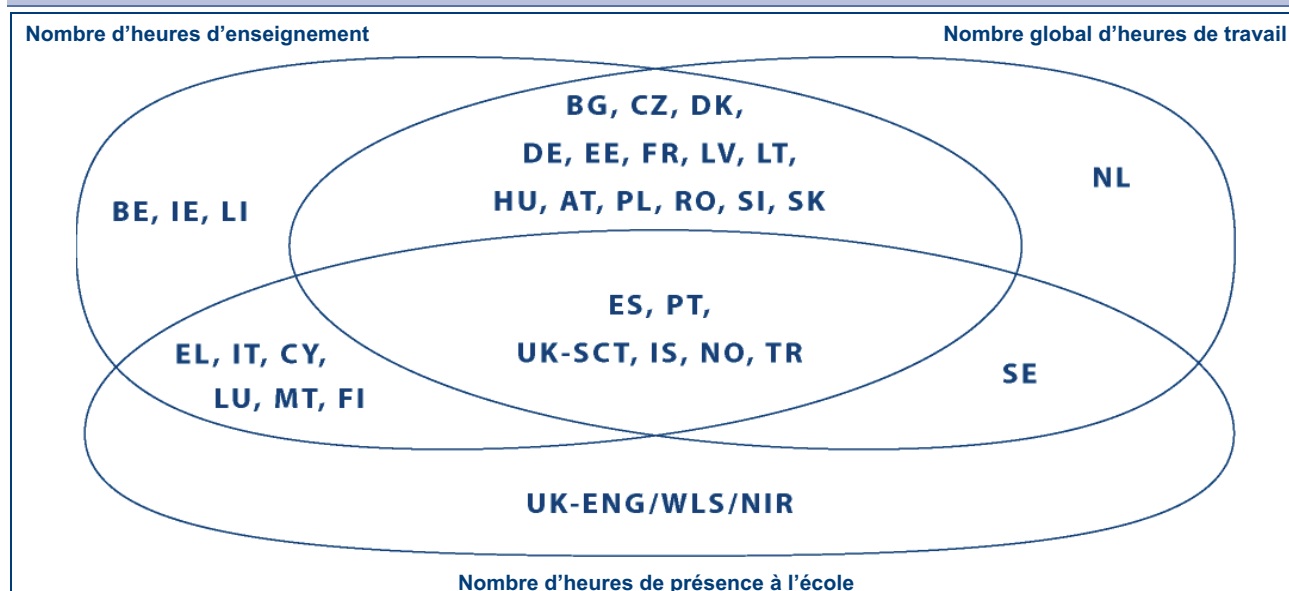 Nombre d'heures d'enseignement
Nombre global d'heures de travail
BG, CZ, DK,
DE, EE, FR, LV, LT,
HU, AT, PL, RO, SI, SK
NL
BE, IE, LI
ES, PT,
UK-SCT, IS, NO, TR
EL, IT, CY,
LU, MT, FI
SE
UK-ENG/WLS/NIR
Nombre d'heures de présence à l'école